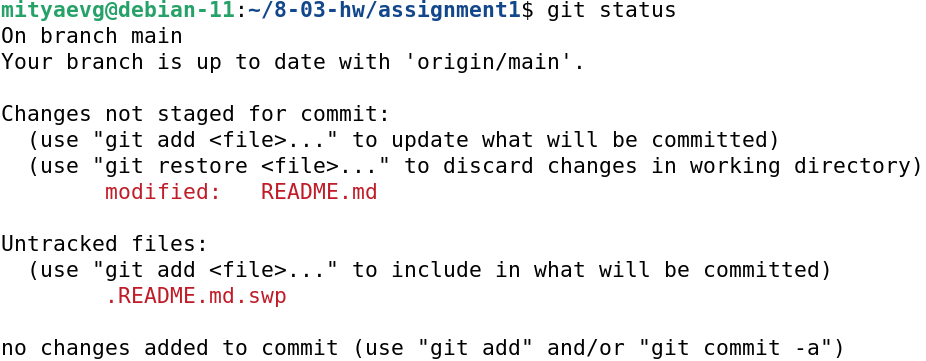 mityaevg@debian-11:~/8-03-hw/assignment1$ git status
On branch main
Your branch is up to date with 'origin/main'.
Changes not staged for commit:
  (use "git add <file>..." to update what will be committed)
  (use "git restore <file>..." to discard changes in working directory)
        modified:   README.md
Untracked files:
  (use "git add <file>..." to include in what will be committed)
        .README.md.swp
no changes added to commit (use "git add" and/or "git commit -a")